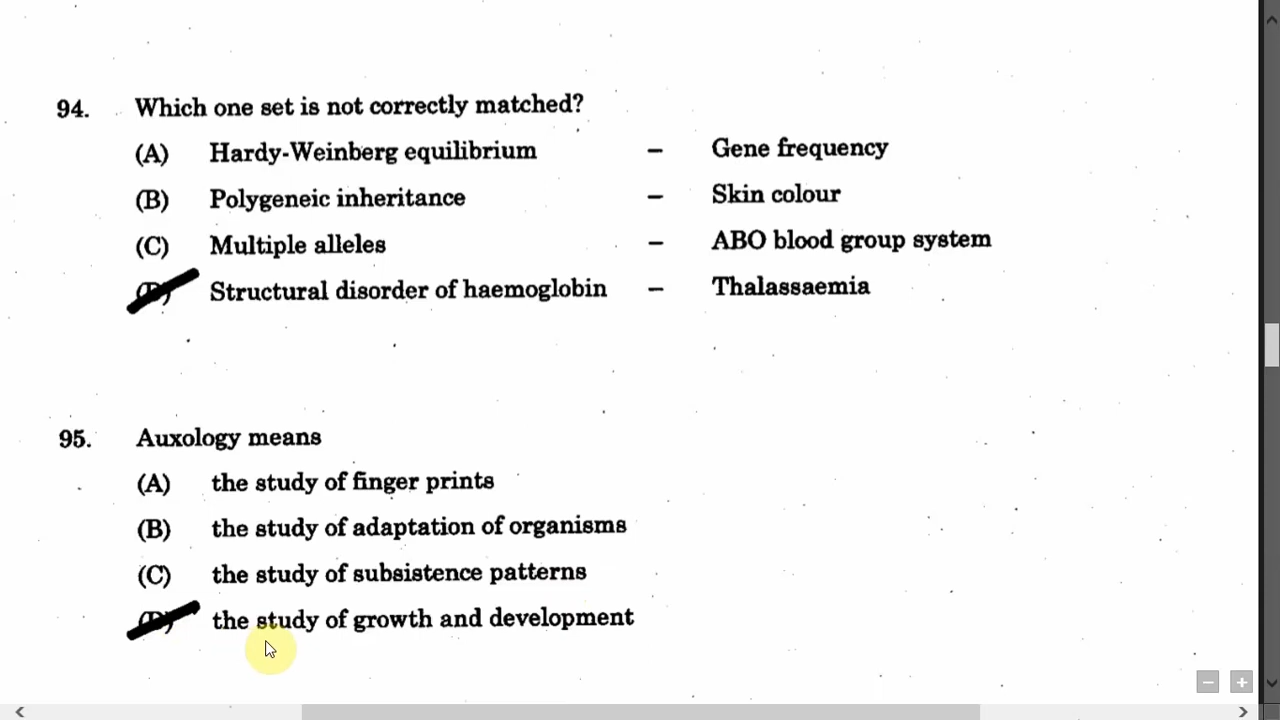 94. Which one set is not correctly matched?
(A) Hardy-Weinberg equilibrium – Gene frequency
(B) Polygeneic inheritance – Skin colour
(C) Multiple alleles – ABO blood group system
(D) Structural disorder of haemoglobin – Thalassaemia
95. Auxology means
(A) the study of finger prints
(B) the study of adaptation of organisms
(C) the study of subsistence patterns
(D) the study of growth and development